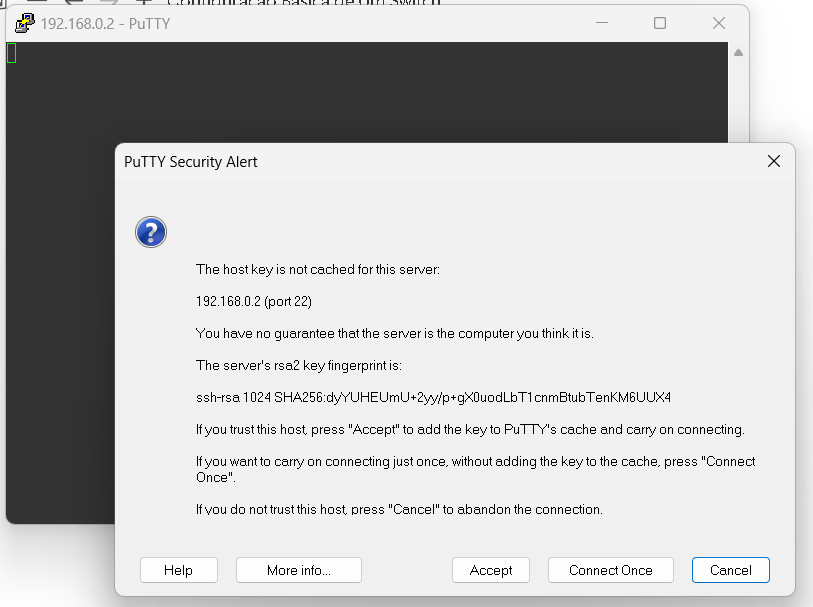 Configuração Básica de um Switch
192.168.0.2 - PuTTY
PuTTY Security Alert
The host key is not cached for this server:
192.168.0.2 (port 22)
You have no guarantee that the server is the computer you think it is.
The server's rsa2 key fingerprint is:
ssh-rsa 1024 SHA256:dyYUHEUmU+2yy/p+gX0uodLbT1cnmBtubTenKM6UUX4
If you trust this host, press "Accept" to add the key to PuTTY's cache and carry on connecting.
If you want to carry on connecting just once, without adding the key to the cache, press "Connect
Once".
If you do not trust this host, press "Cancel" to abandon the connection.
Help
More info...
Accept
Connect Once
Cancel